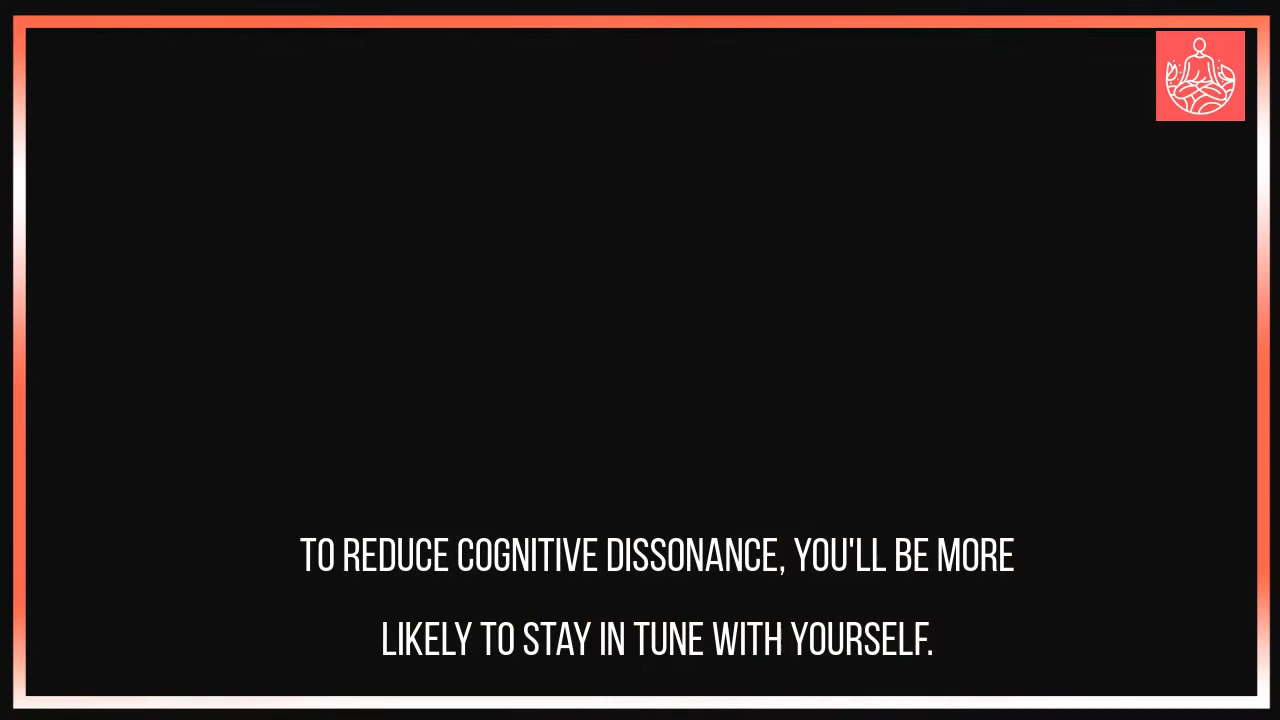 TO REDUCE COGNITIVE DISSONANCE, YOU'LL BE MORE
LIKELY TO STAY IN TUNE WITH YOURSELF.